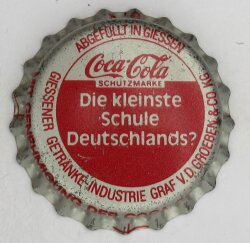 ABGEFÜLLT IN GIESSEN
Coca-Cola
SCHUTZMARKE
Die kleinste
Schule
Deutschlands?
GIESSENER GETRÄNKE-INDUSTRIE GRAF V.D. GROEBEN & CO. KG